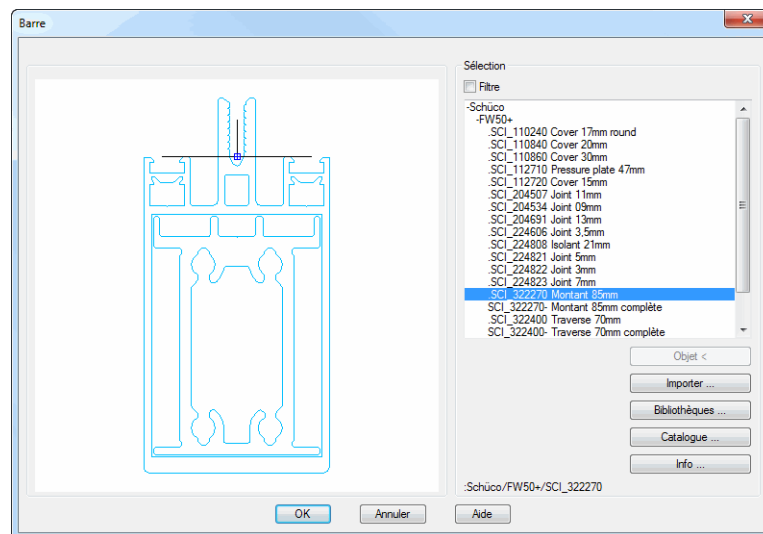 Barre
Sélection
Filtre
-Schüco
-FW50+
.SCI_110240 Cover 17mm round
.SCI_110840 Cover 20mm
.SCI_110860 Cover 30mm
.SCI_112710 Pressure plate 47mm
.SCI_112720 Cover 15mm
.SCI_204507 Joint 11mm
.SCI_204534 Joint 09mm
.SCI_204691 Joint 13mm
.SCI_224606 Joint 3,5mm
.SCI_224808 Isolant 21mm
.SCI_224821 Joint 5mm
.SCI_224822 Joint 3mm
.SCI_224823 Joint 7mm
.SCI_322270 Montant 85mm
SCI_322270- Montant 85mm complète
.SCI_322400 Traverse 70mm
SCI_322400- Traverse 70mm complète
Objet <
Importer ...
Bibliothèques ...
Catalogue ...
Info ...
:Schüco/FW50+/SCI_322270
OK
Annuler
Aide